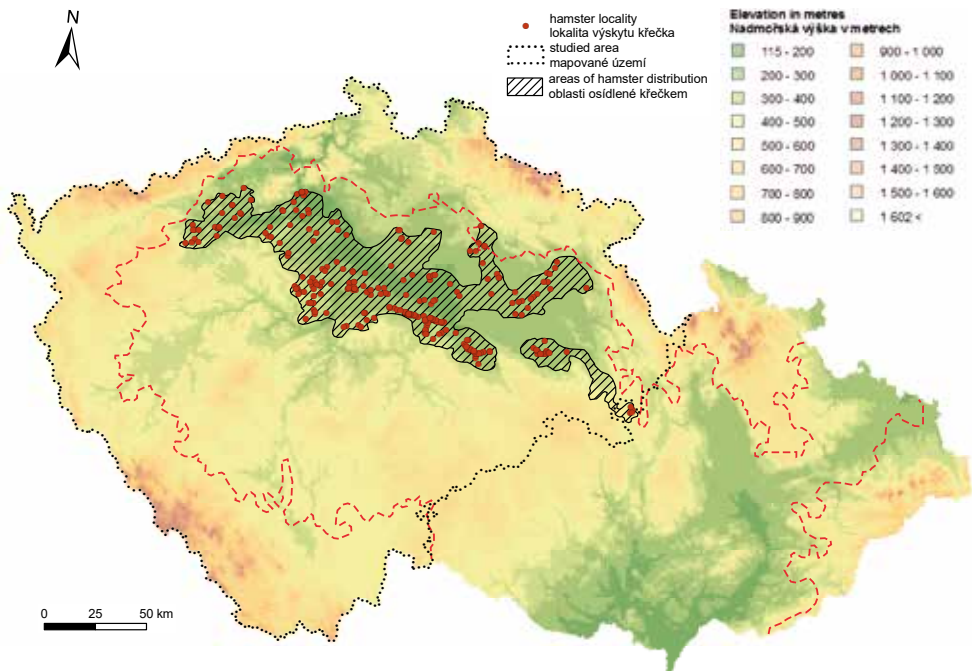 N
hamster locality
lokalita výskytu křečka
studied area
mapované území
areas of hamster distribution
oblasti osídlené křečkem
Elevation in metres
Nadmořská výška v metrech
115 - 200
200 - 300
300 - 400
400 - 500
500 - 600
600 - 700
700 - 800
800 - 900
900 - 1 000
1 000 - 1 100
1 100 - 1 200
1 200 - 1 300
1 300 - 1 400
1 400 - 1 500
1 500 - 1 600
1 602 <
0 25 50 km